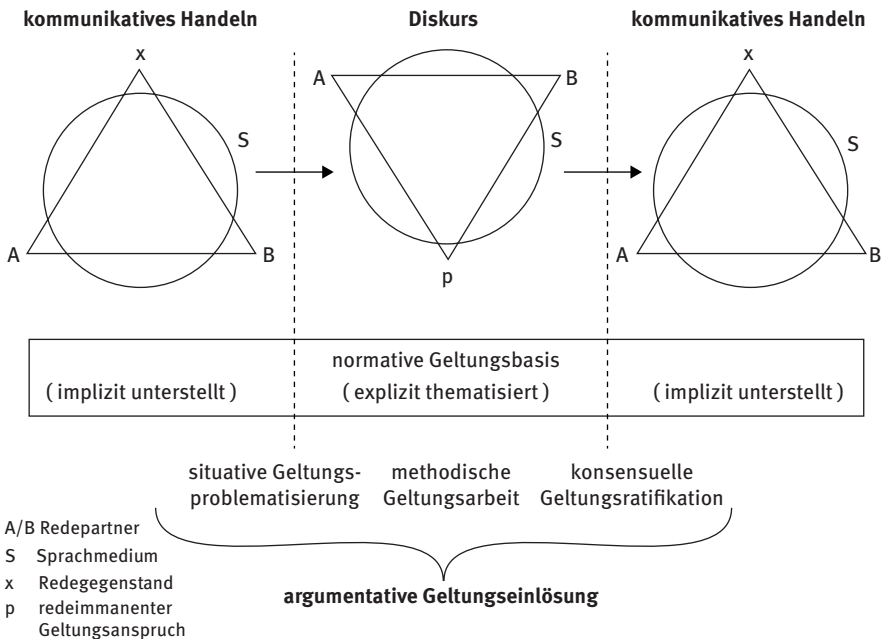 kommunikatives Handeln Diskurs kommunikatives Handeln
x x
A B
S S S
A B A B
p
normative Geltungsbasis
( implizit unterstellt ) ( explizit thematisiert ) ( implizit unterstellt )
situative Geltungs- methodische konsensuelle
problematisierung Geltungsarbeit Geltungsratifikation
argumentative Geltungseinlösung
A/B Redepartner
S Sprachmedium
x Redegegenstand
p redeimmanenter
Geltungsanspruch